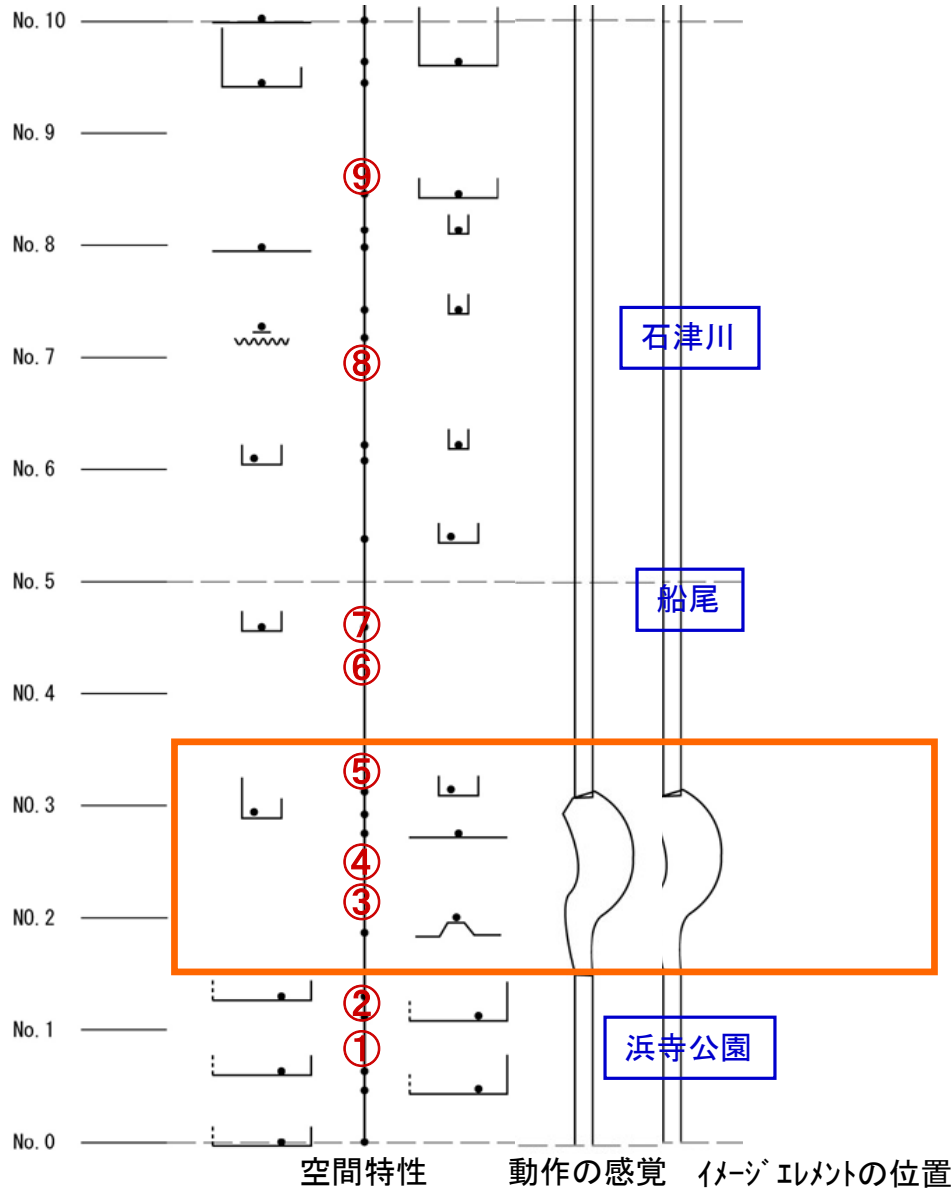 No. 10
No. 9
⑨
No. 8
石津川
No. 7
⑧
No. 6
No. 5
船尾
⑦
⑥
NO. 4
⑤
NO. 3
④
③
NO. 2
②
No. 1
①
浜寺公園
No. 0
空間特性 動作の感覚 ｲﾒｰｼﾞｴﾚﾒﾝﾄの位置